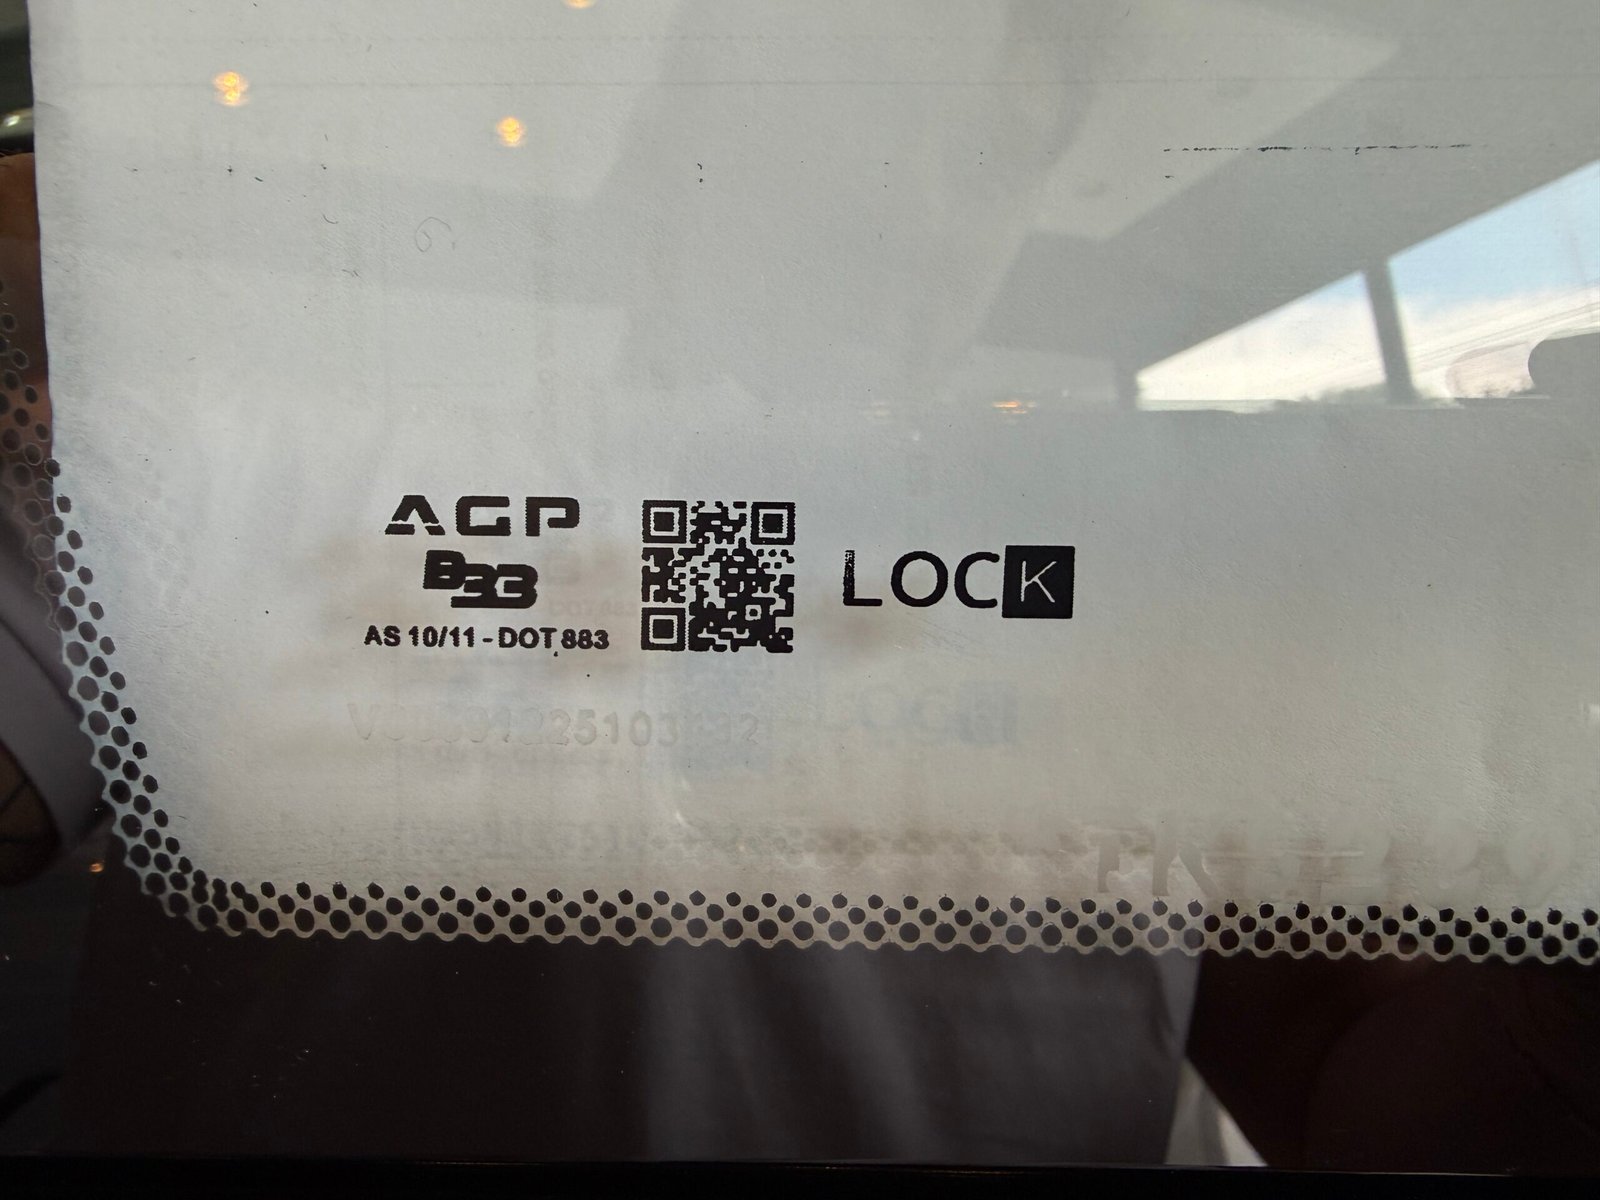 AGP
B33
AS 10/11 - DOT 883
LOCK